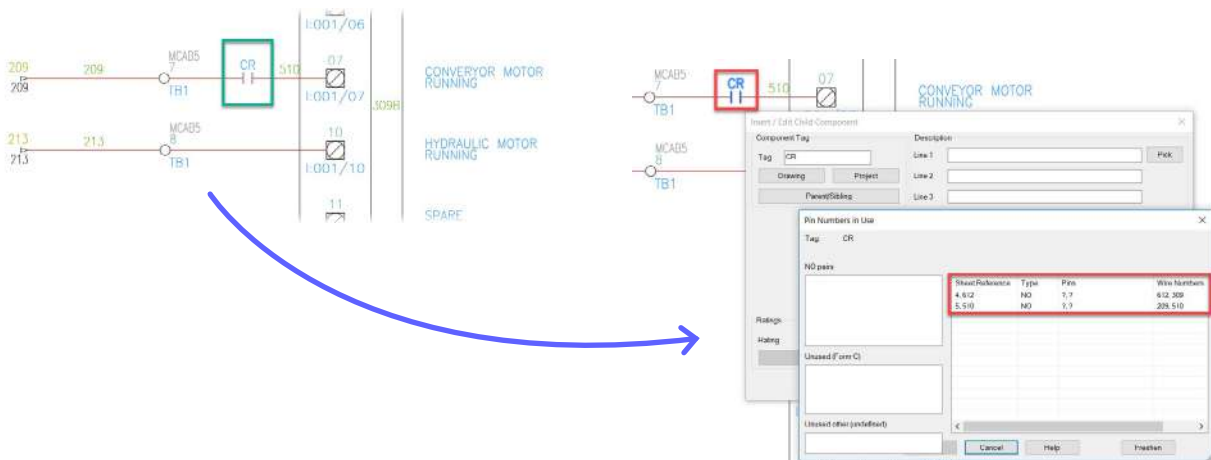 I:001/06
209
209
209
MCAB5
7
TB1
CR
510
07
I:001/07
309B
CONVERYOR MOTOR
RUNNING
213
213
213
MCAB5
8
TB1
10
I:001/10
HYDRAULIC MOTOR
RUNNING
11
SPARE
MCAB5
7
TB1
CR
510
07
CONVEYOR MOTOR
RUNNING
MCAB5
8
TB1
Insert / Edit Child Component
Component Tag
Tag CR
Drawing Project
Parent/Sibling
Description
Line 1 Pick
Line 2
Line 3
Ratings
Rating
Pin Numbers in Use
Tag: CR
NO pairs
Sheet Reference Type Pins Wire Numbers
4, 612 NO ?, ? 612, 309
5, 510 NO ?, ? 209, 510
Unused (Form C)
Unused other (undefined)
Cancel Help Freshen